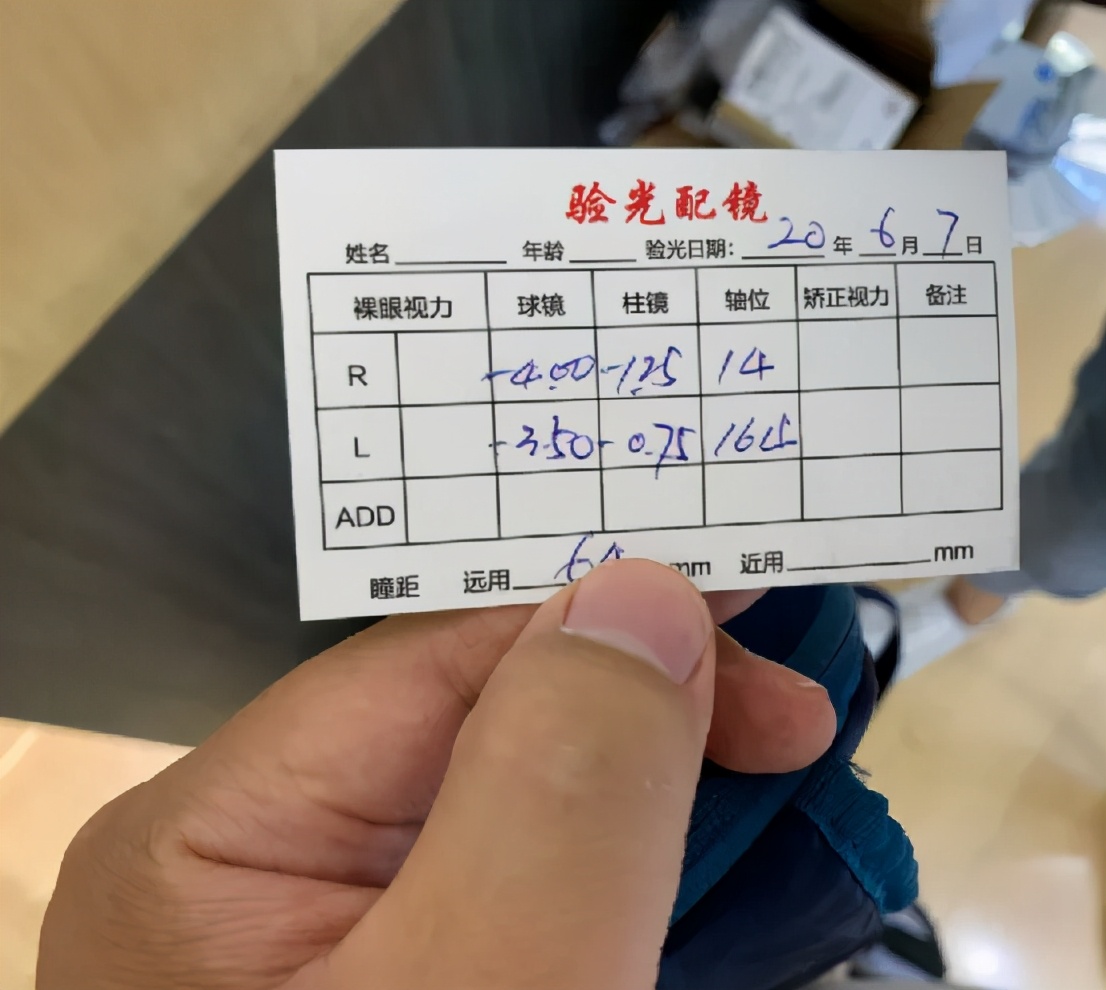 验光配镜
姓名 年龄 验光日期: 20 年 6 月 7 日
裸眼视力 球镜 柱镜 轴位 矫正视力 备注
R -4.00 -1.25 14
L -3.50 -0.75 165
ADD
瞳距 远用 mm 近用 mm